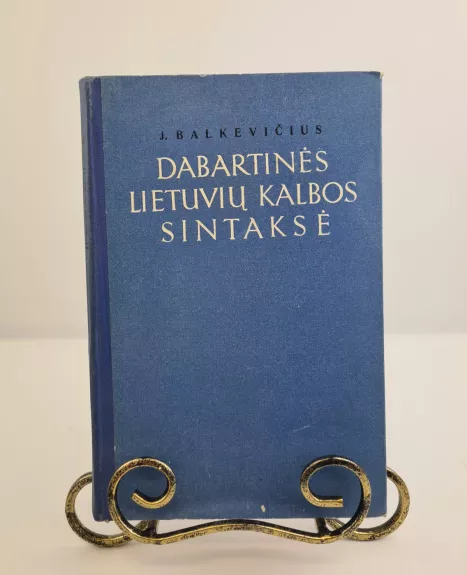 J. BALKEVIČIUS
DABARTINĖS
LIETUVIŲ KALBOS
SINTAKSĖ